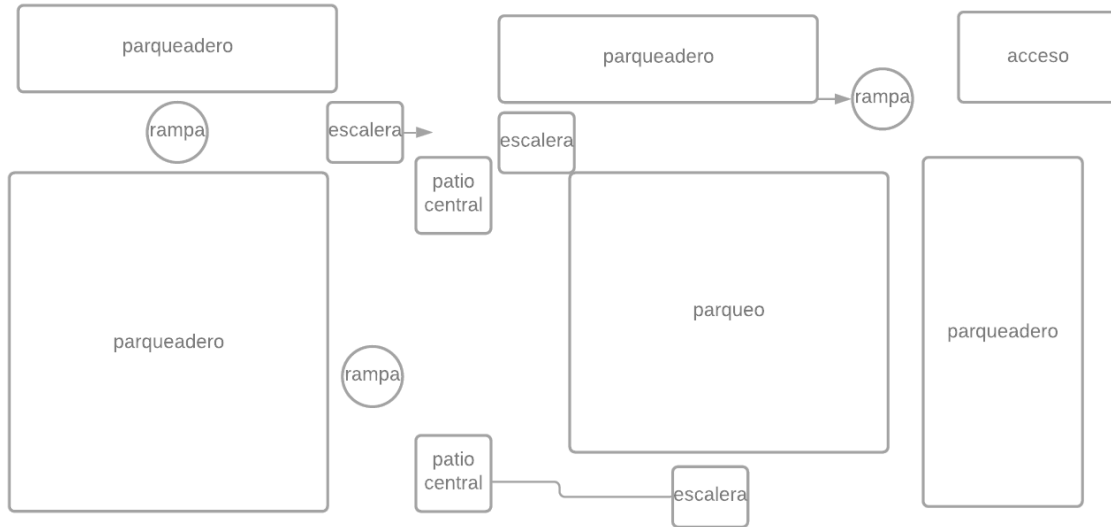 parqueadero
parqueadero
acceso
rampa
rampa
escalera
escalera
patio
central
parqueo
parqueadero
parqueadero
rampa
patio
central
escalera